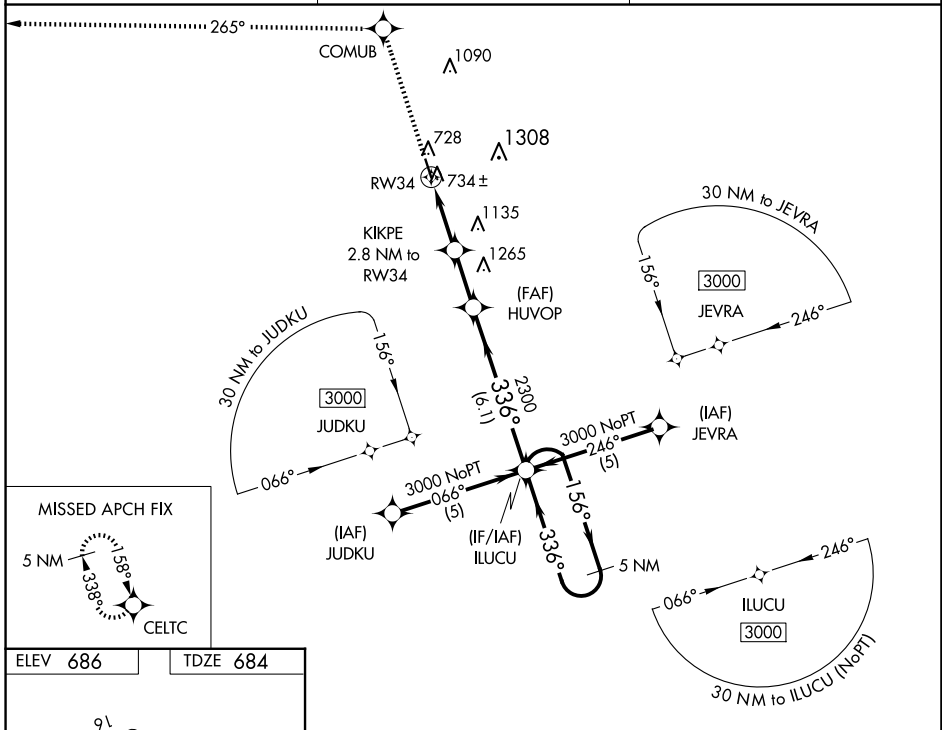 265°
COMUB
1090
728
1308
RW34
734 ±
1135
KIKPE
2.8 NM to
RW34
1265
(FAF)
HUVOP
30 NM to JEVRA
156°
3000
JEVRA
246°
30 NM to JUDKU
156°
3000
JUDKU
066°
2300
336°
(6.1)
(IAF)
JEVRA
3000 NoPT
246°
(5)
3000 NoPT
066°
(5)
(IAF)
JUDKU
(IF/IAF)
ILUCU
156°
336°
5 NM
246°
066°
ILUCU
3000
30 NM to ILUCU (NoPT)
MISSED APCH FIX
5 NM
158°
338°
CELTC
ELEV 686
TDZE 684
16